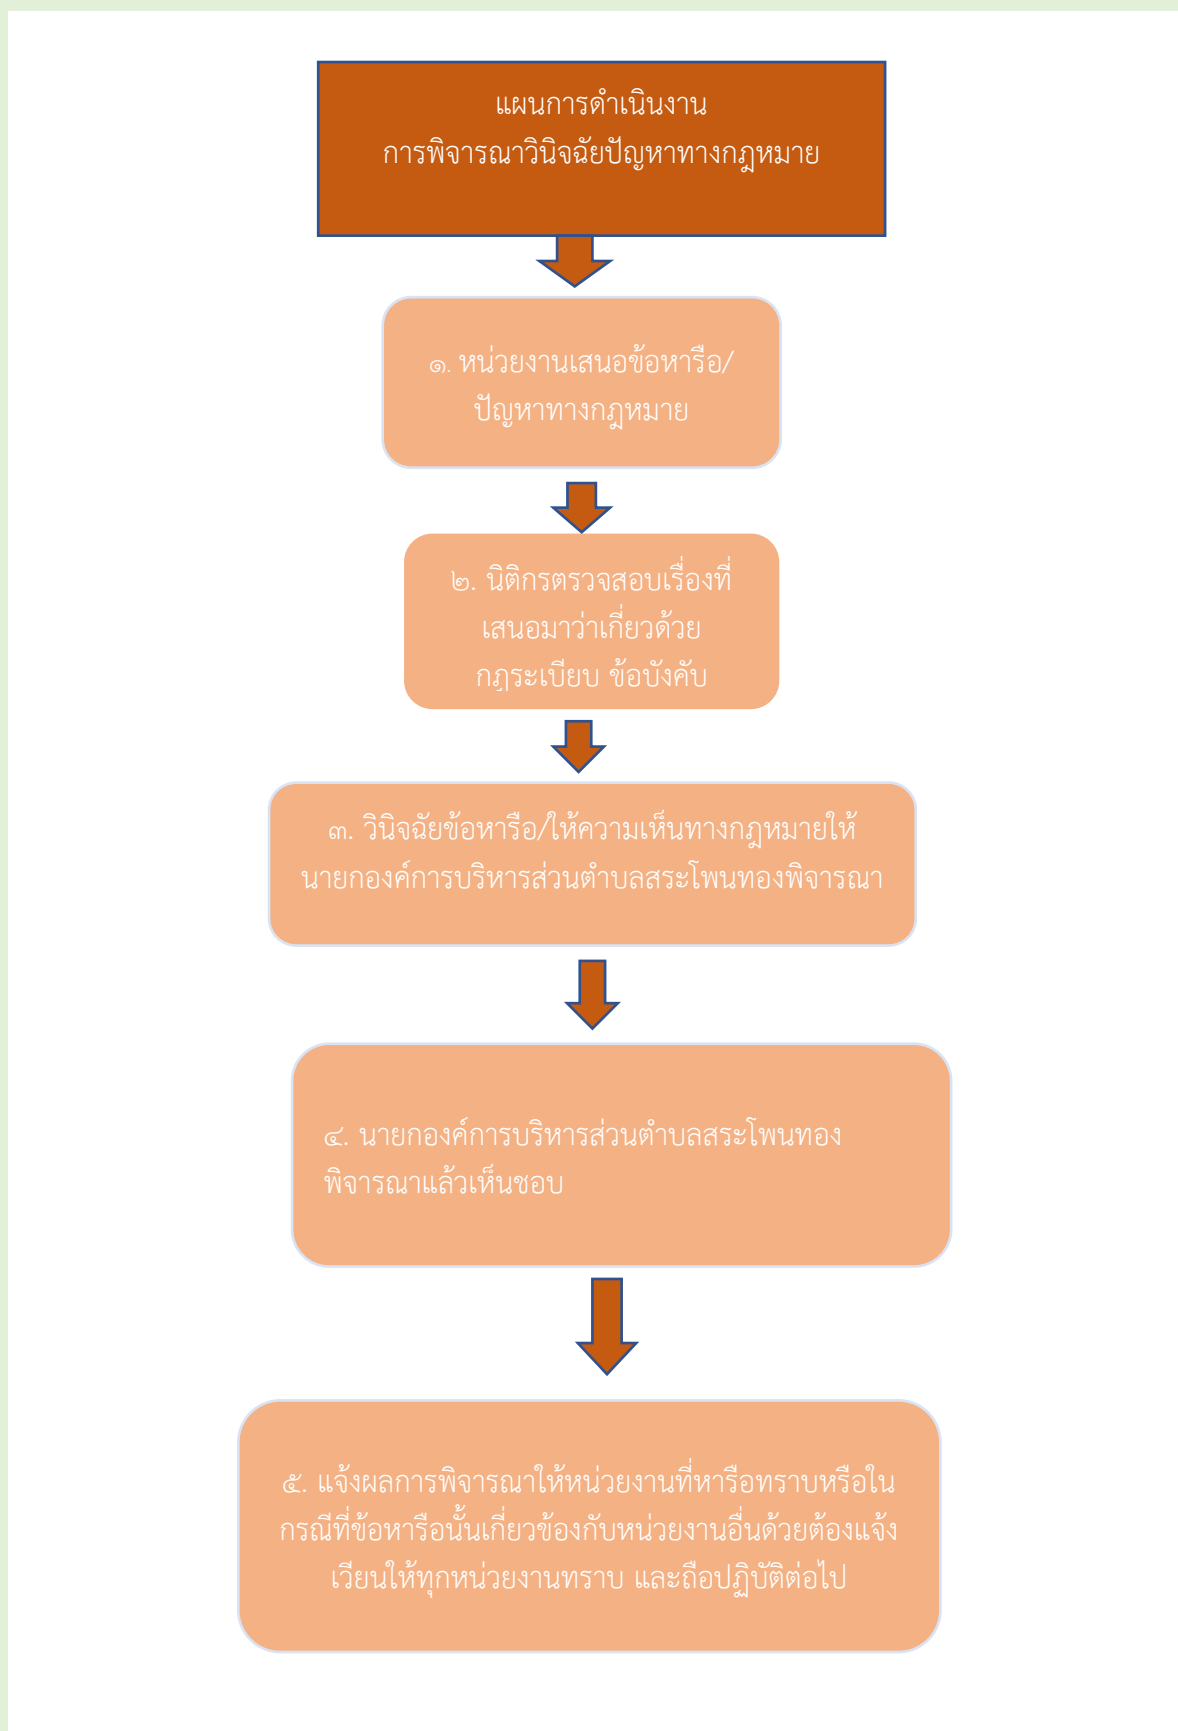 แผนการดำเนินงาน
การพิจารณาวินิจฉัยปัญหาทางกฎหมาย
๑. หน่วยงานเสนอข้อหารือ/
ปัญหาทางกฎหมาย
๒. นิติกรตรวจสอบเรื่องที่
เสนอมาว่าเกี่ยวด้วย
กฎระเบียบ ข้อบังคับ
๓. วินิจฉัยข้อหารือ/ให้ความเห็นทางกฎหมายให้
นายกองค์การบริหารส่วนตำบลสระโพนทองพิจารณา
๔. นายกองค์การบริหารส่วนตำบลสระโพนทอง
พิจารณาแล้วเห็นชอบ
๕. แจ้งผลการพิจารณาให้หน่วยงานที่หารือทราบหรือใน
กรณีที่ข้อหารือนั้นเกี่ยวข้องกับหน่วยงานอื่นด้วยต้องแจ้ง
เวียนให้ทุกหน่วยงานทราบ และถือปฏิบัติต่อไป